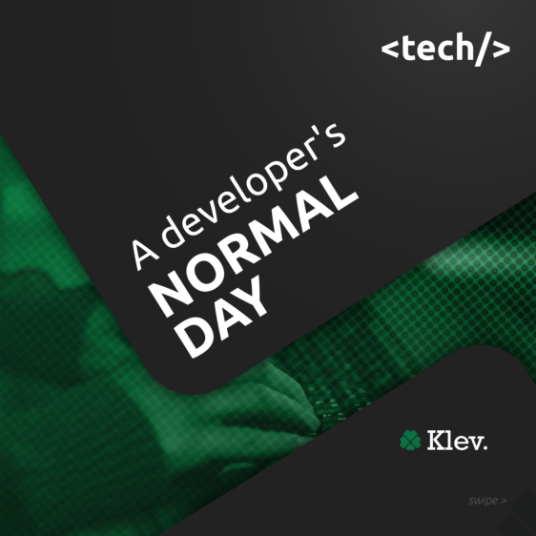 <tech/>
A developer's
NORMAL
DAY
Klev.
swipe >